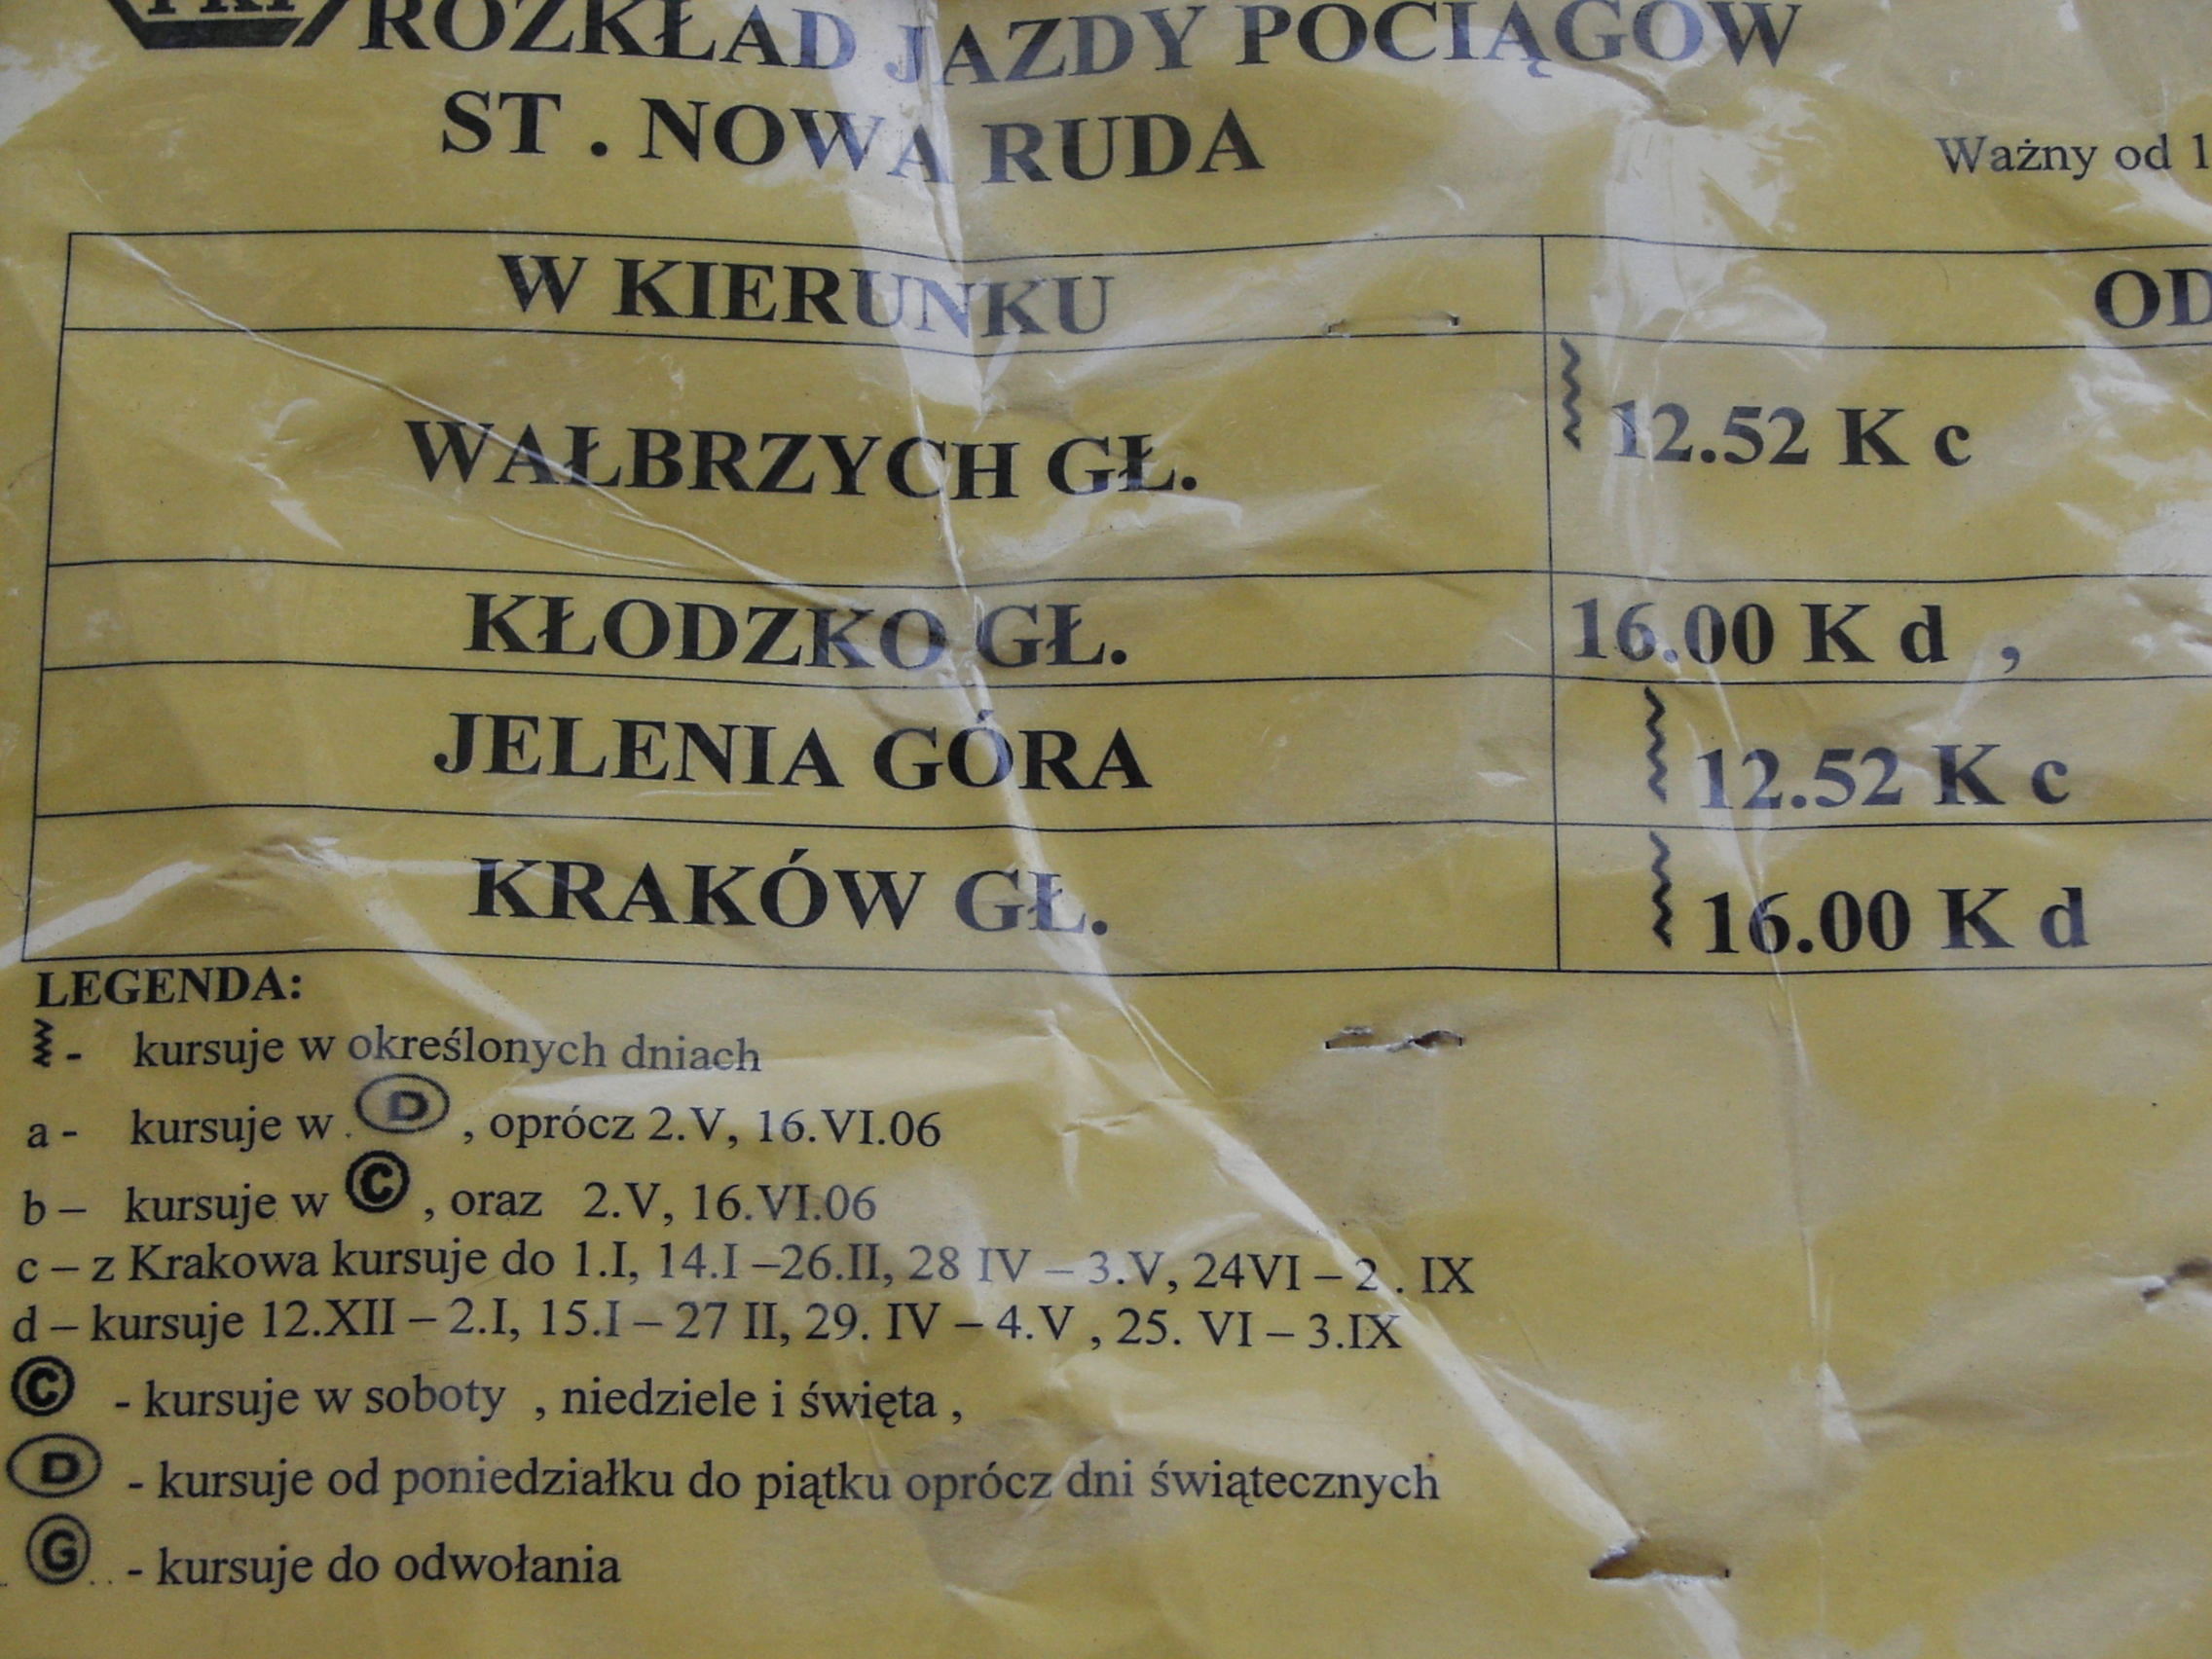 PKP ROZKŁAD JAZDY POCIĄGÓW
ST . NOWA RUDA
Ważny od 1
W KIERUNKU OD
WAŁBRZYCH GŁ. 12.52 K c
KŁODZKO GŁ. 16.00 K d ,
JELENIA GÓRA 12.52 K c
KRAKÓW GŁ. 16.00 K d
LEGENDA:
- kursuje w określonych dniach
a - kursuje w D , oprócz 2.V, 16.VI.06
b – kursuje w C , oraz 2.V, 16.VI.06
c – z Krakowa kursuje do 1.I, 14.I –26.II, 28 IV – 3.V, 24VI – 2 . IX
d – kursuje 12.XII – 2.I, 15.I – 27 II, 29. IV – 4.V , 25. VI – 3.IX
C - kursuje w soboty , niedziele i święta ,
D - kursuje od poniedziałku do piątku oprócz dni świątecznych
G - kursuje do odwołania